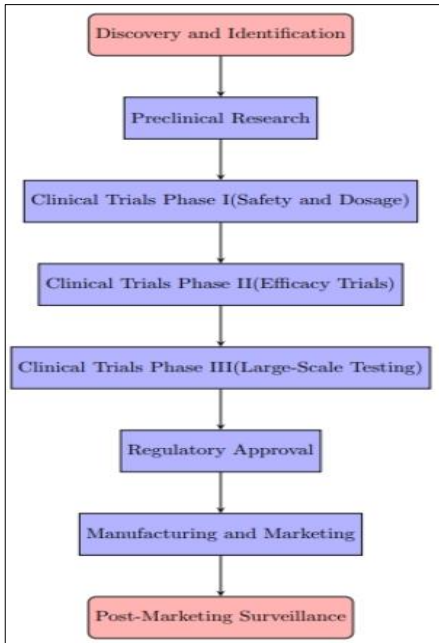 Discovery and Identification
Preclinical Research
Clinical Trials Phase I(Safety and Dosage)
Clinical Trials Phase II(Efficacy Trials)
Clinical Trials Phase III(Large-Scale Testing)
Regulatory Approval
Manufacturing and Marketing
Post-Marketing Surveillance